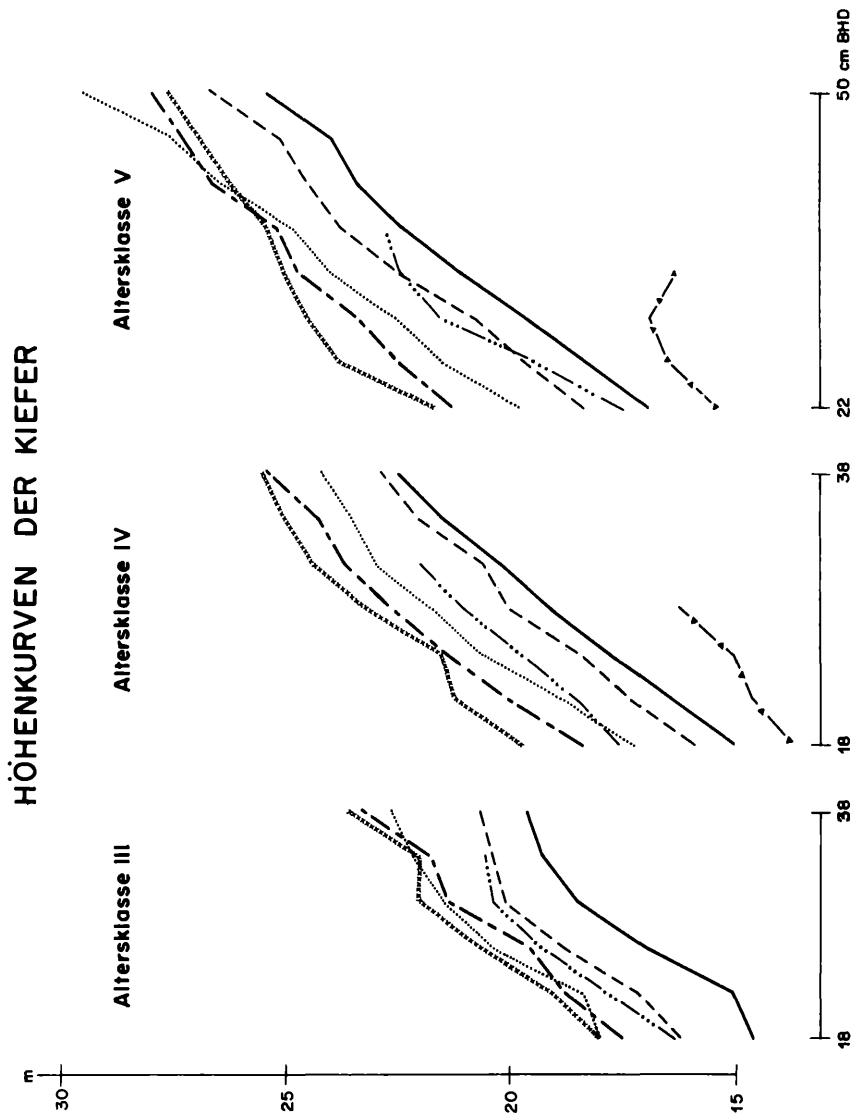 HÖHENKURVEN DER KIEFER
Altersklasse III
Altersklasse IV
Altersklasse V
m
30
25
20
15
18
38
18
38
22
50 cm BHD